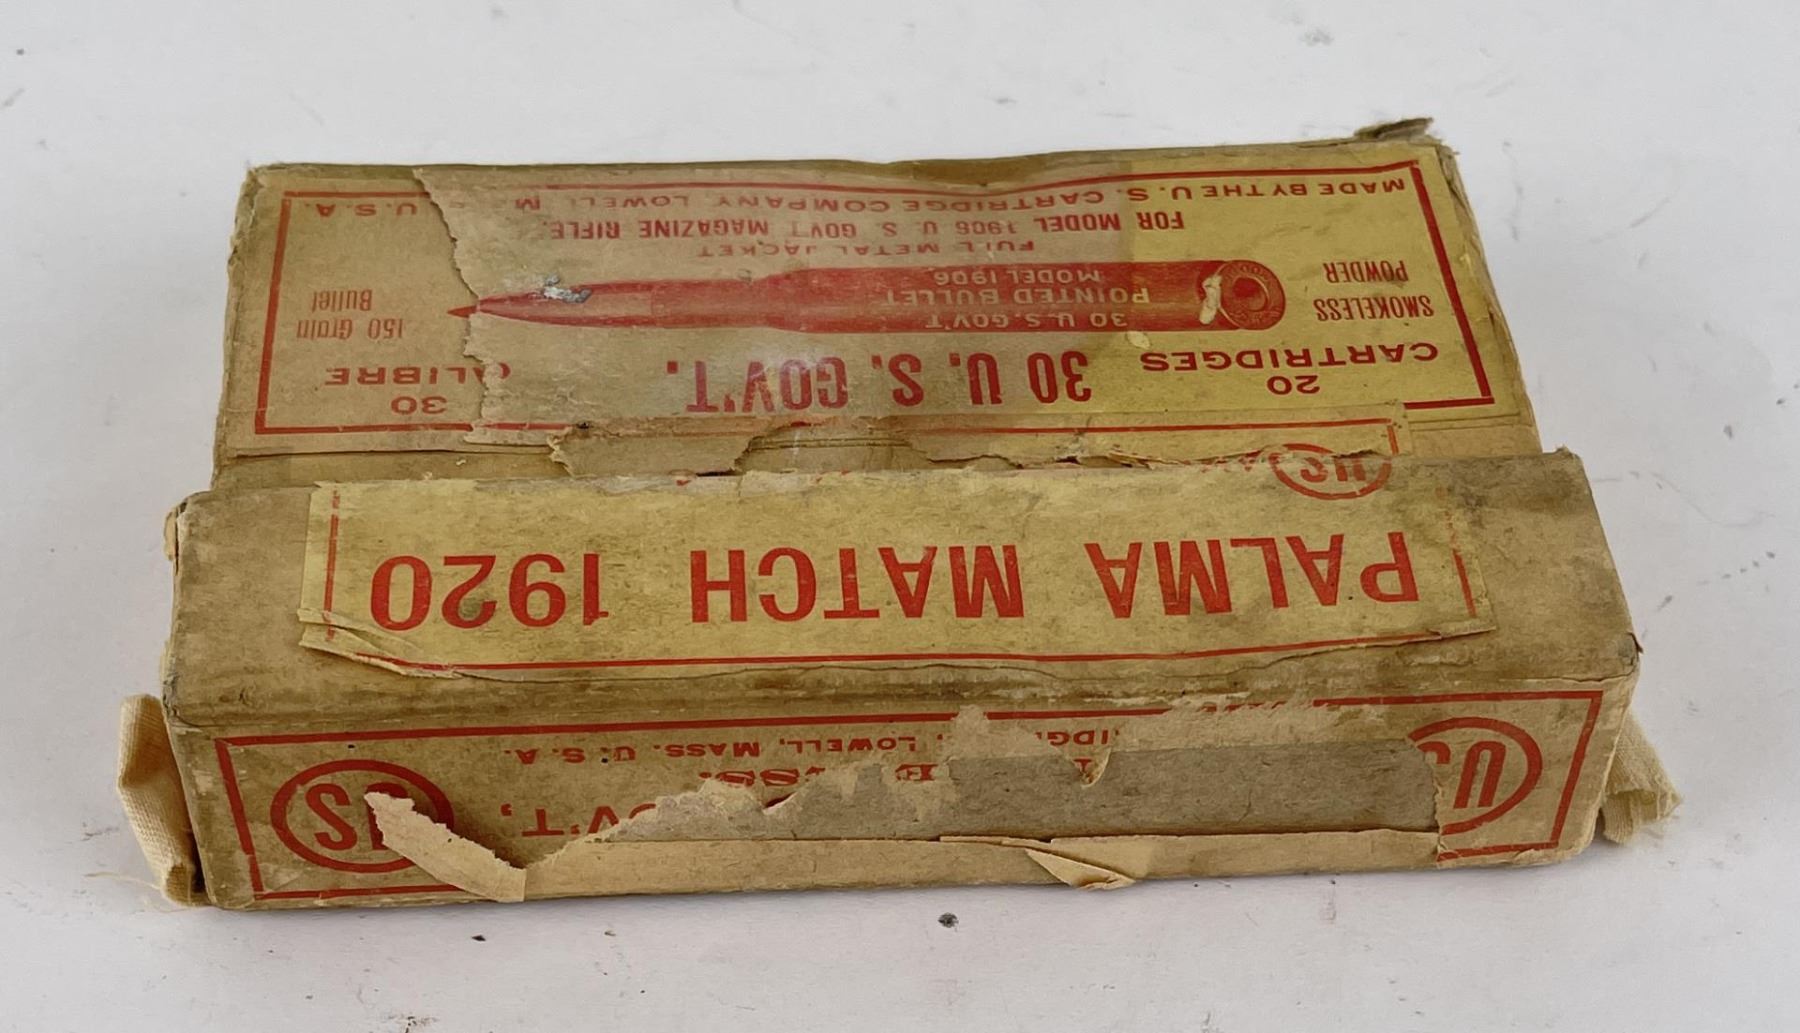 PALMA MATCH 1920
US
20
CARTRIDGES
30 U. S. GOV'T.
30
CALIBRE
SMOKELESS
POWDER
30 U.S. GOV'T
POINTED BULLET
MODEL 1906
150 Grain
Bullet
FULL METAL JACKET
FOR MODEL 1906 U. S. GOV'T MAGAZINE RIFLE.
MADE BY THE U. S. CARTRIDGE COMPANY, LOWELL, M S. U. S. A.
US
OV'T,
US
LOWELL, MASS. U. S. A.